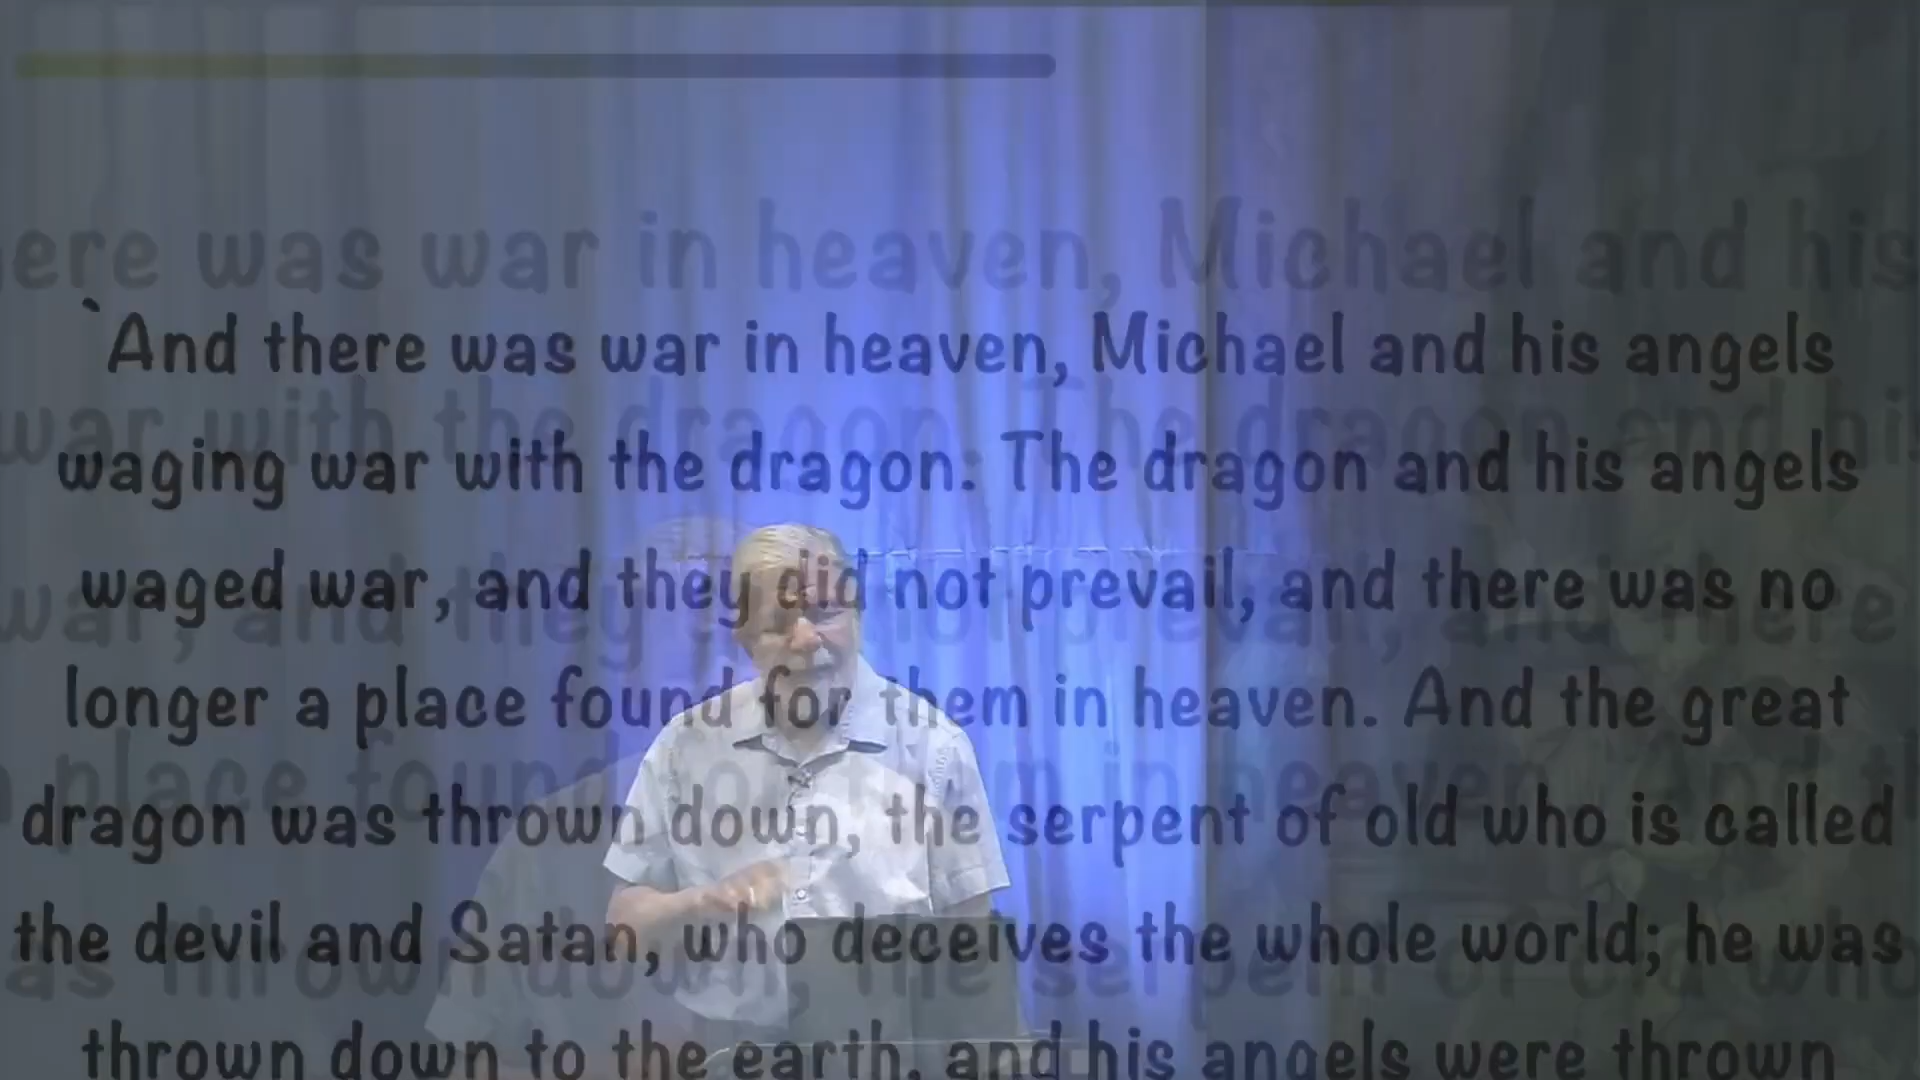 `And there was war in heaven, Michael and his angels
waging war with the dragon. The dragon and his angels
waged war, and they did not prevail, and there was no
longer a place found for them in heaven. And the great
dragon was thrown down, the serpent of old who is called
the devil and Satan, who deceives the whole world; he was
thrown down to the earth, and his angels were thrown